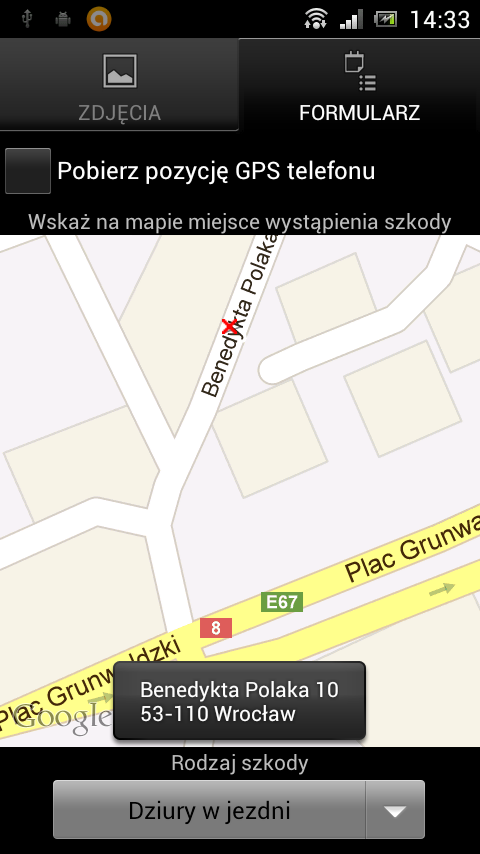 14:33
ZDJĘCIA
FORMULARZ
Pobierz pozycję GPS telefonu
Wskaż na mapie miejsce wystąpienia szkody
Benedykta Polaka
Plac Grunwa
E67
8
Plac Grunwaldzki
Google
Benedykta Polaka 10
53-110 Wrocław
Rodzaj szkody
Dziury w jezdni